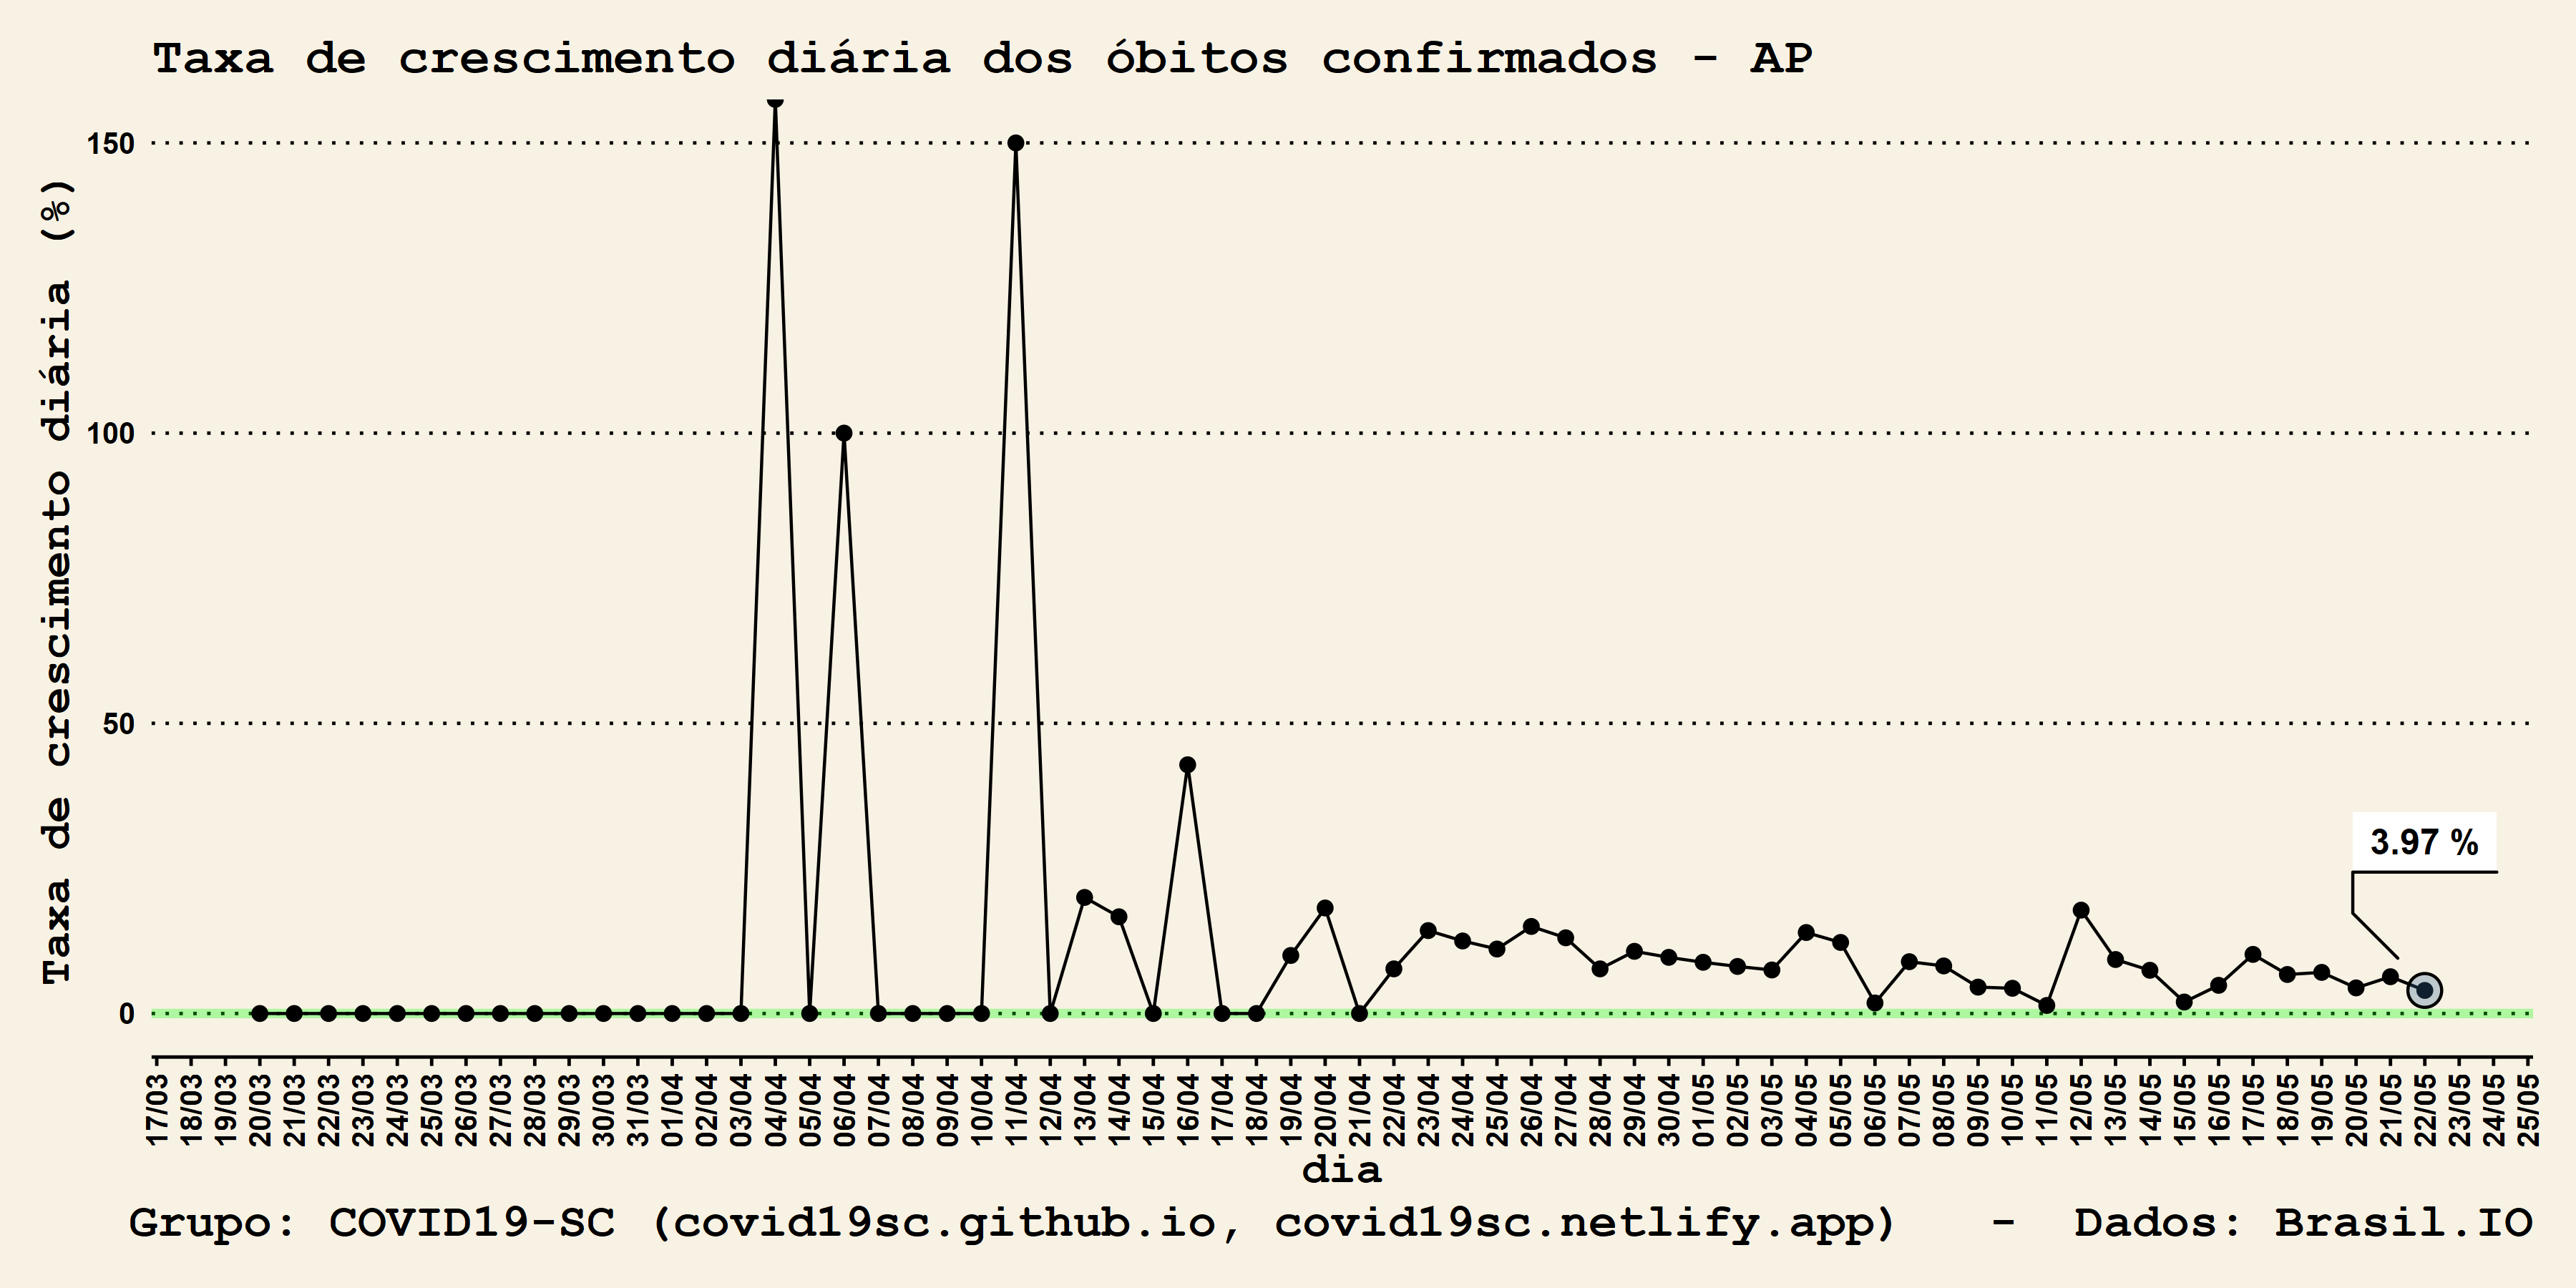 Taxa de crescimento diária dos óbitos confirmados - AP
Taxa de crescimento diária (%)
150
100
50
0
3.97 %
17/03 18/03 19/03 20/03 21/03 22/03 23/03 24/03 25/03 26/03 27/03 28/03 29/03 30/03 31/03 01/04 02/04 03/04 04/04 05/04 06/04 07/04 08/04 09/04 10/04 11/04 12/04 13/04 14/04 15/04 16/04 17/04 18/04 19/04 20/04 21/04 22/04 23/04 24/04 25/04 26/04 27/04 28/04 29/04 30/04 01/05 02/05 03/05 04/05 05/05 06/05 07/05 08/05 09/05 10/05 11/05 12/05 13/05 14/05 15/05 16/05 17/05 18/05 19/05 20/05 21/05 22/05 23/05 24/05 25/05
dia
Grupo: COVID19-SC (covid19sc.github.io, covid19sc.netlify.app) - Dados: Brasil.IO